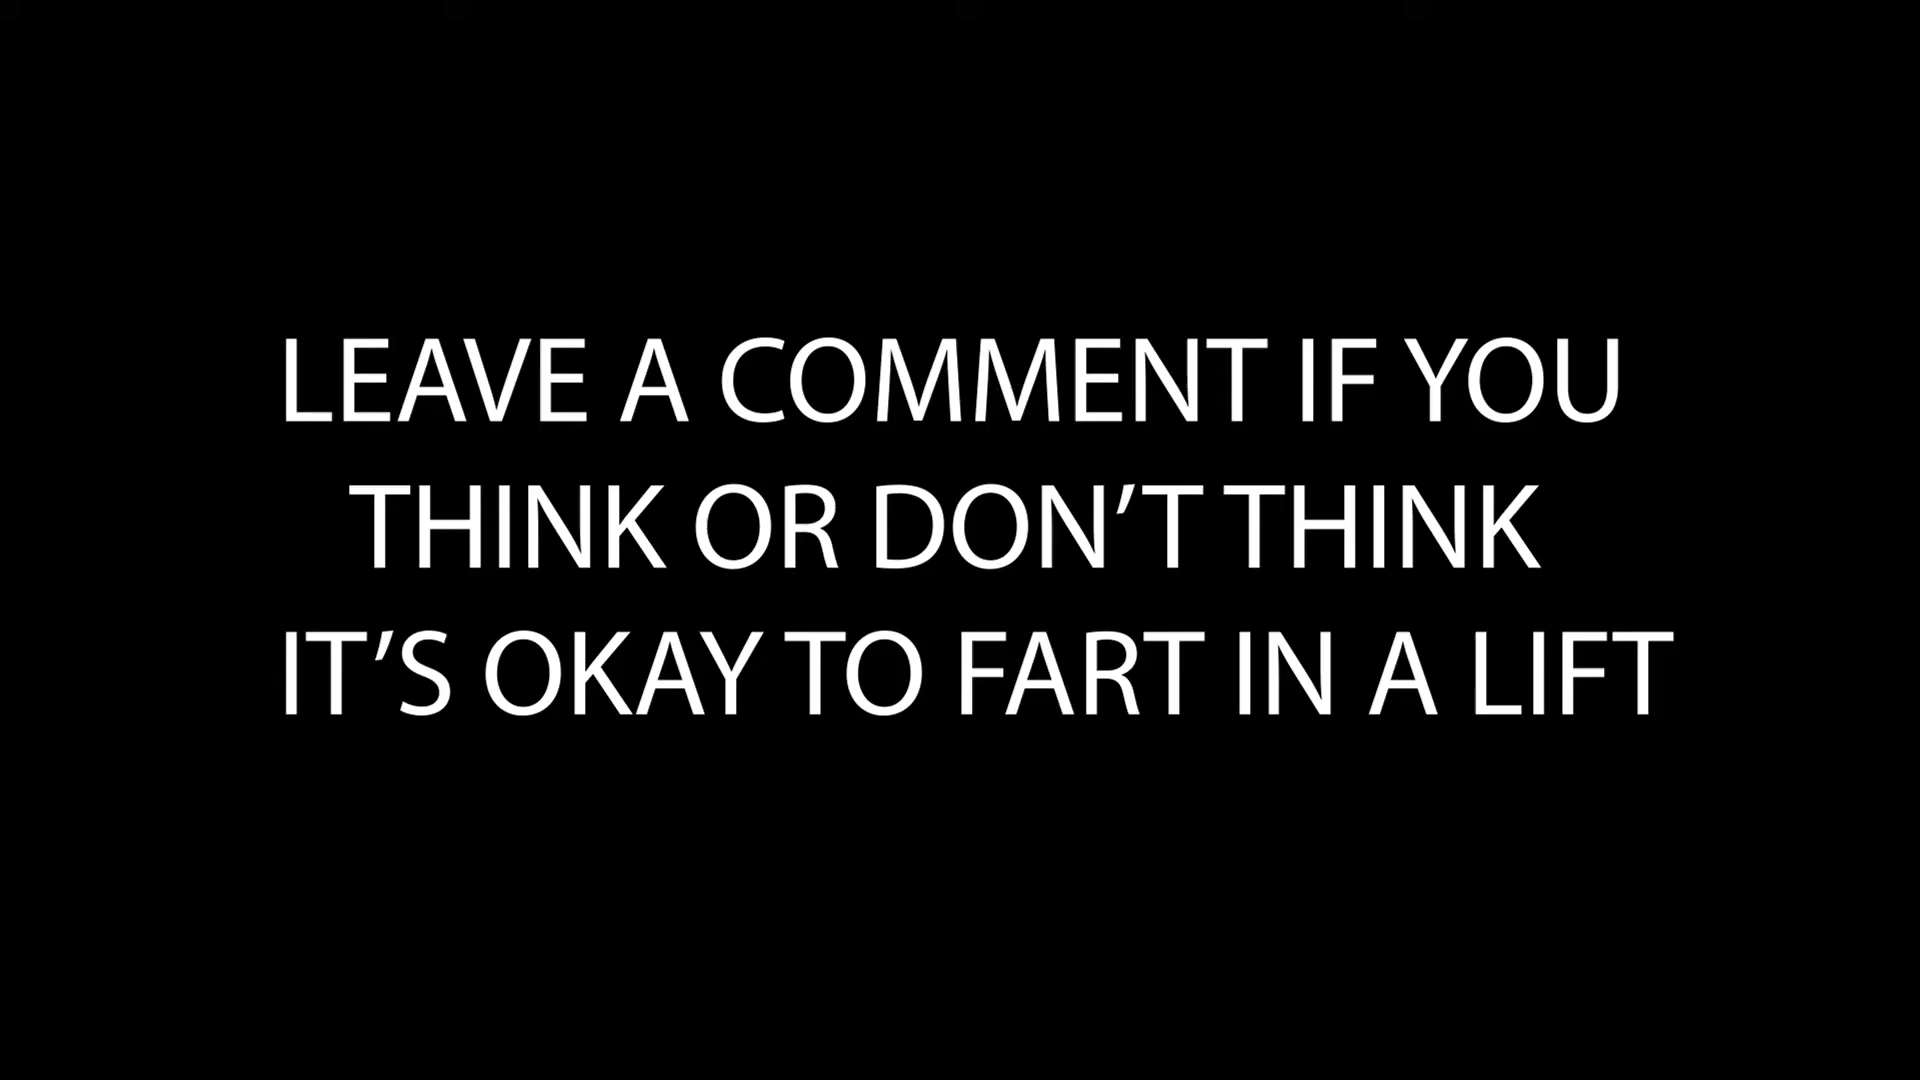 LEAVE A COMMENT IF YOU
THINK OR DON’T THINK
IT’S OKAY TO FART IN A LIFT